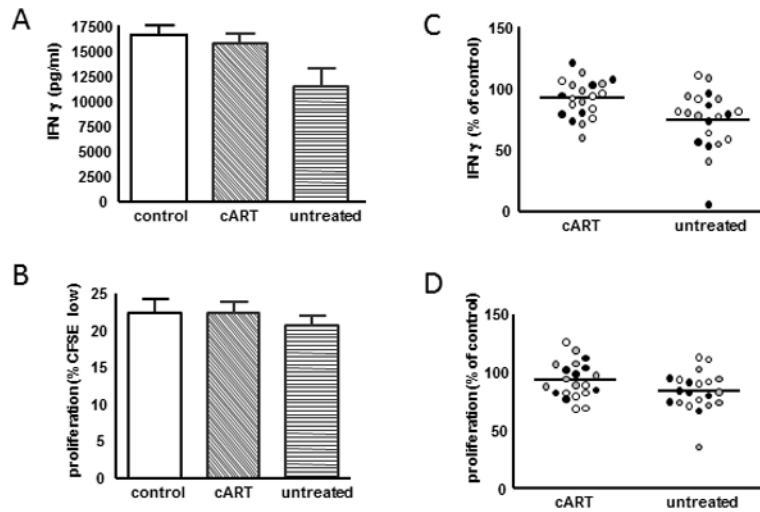 A
IFN γ (pg/ml)
17500
15000
12500
10000
7500
5000
2500
0
control cART untreated
B
proliferation (% CFSE low)
25
20
15
10
5
0
control cART untreated
C
IFN γ (% of control)
150
100
50
0
cART untreated
D
proliferation (% of control)
150
100
50
0
cART untreated